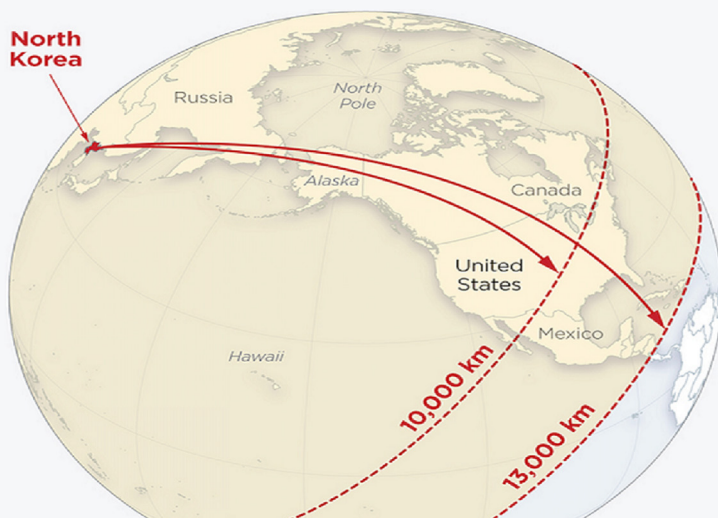 North
Korea
Russia
North
Pole
Alaska
Canada
United
States
Mexico
Hawaii
10,000 km
13,000 km